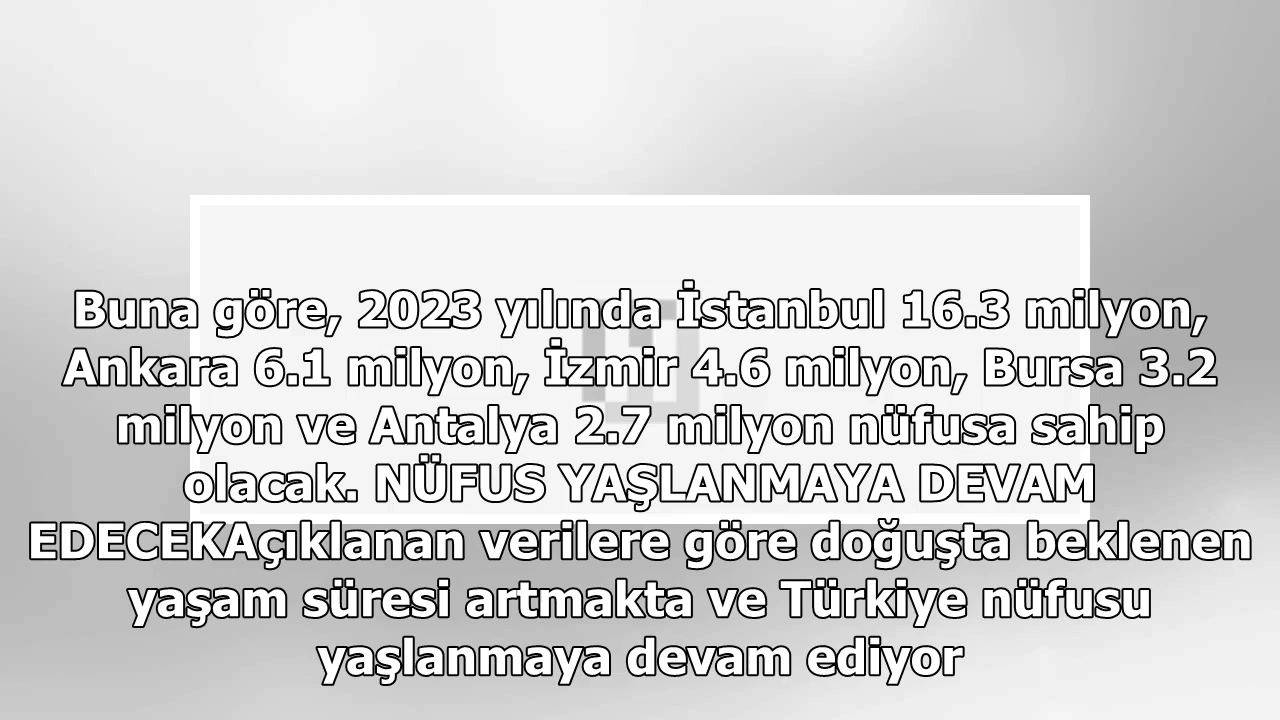 Buna göre, 2023 yılında İstanbul 16.3 milyon,
Ankara 6.1 milyon, İzmir 4.6 milyon, Bursa 3.2
milyon ve Antalya 2.7 milyon nüfusa sahip
olacak. NÜFUS YAŞLANMAYA DEVAM
EDECEKAçıklanan verilere göre doğuşta beklenen
yaşam süresi artmakta ve Türkiye nüfusu
yaşlanmaya devam ediyor